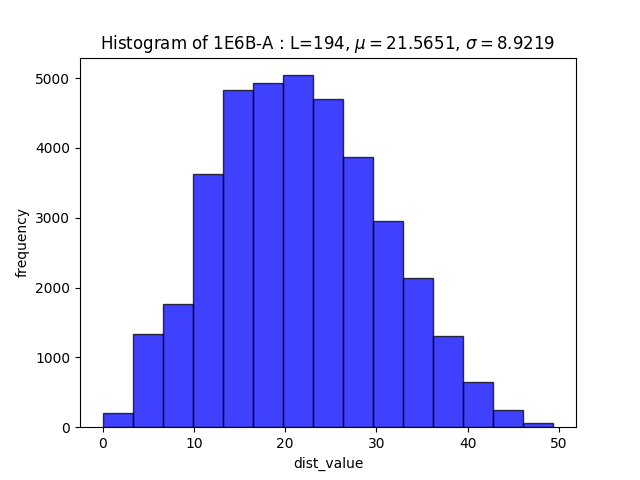 Histogram of 1E6B-A : L=194, μ = 21.5651, σ = 8.9219
5000
4000
3000
2000
1000
0
frequency
0 10 20 30 40 50
dist_value